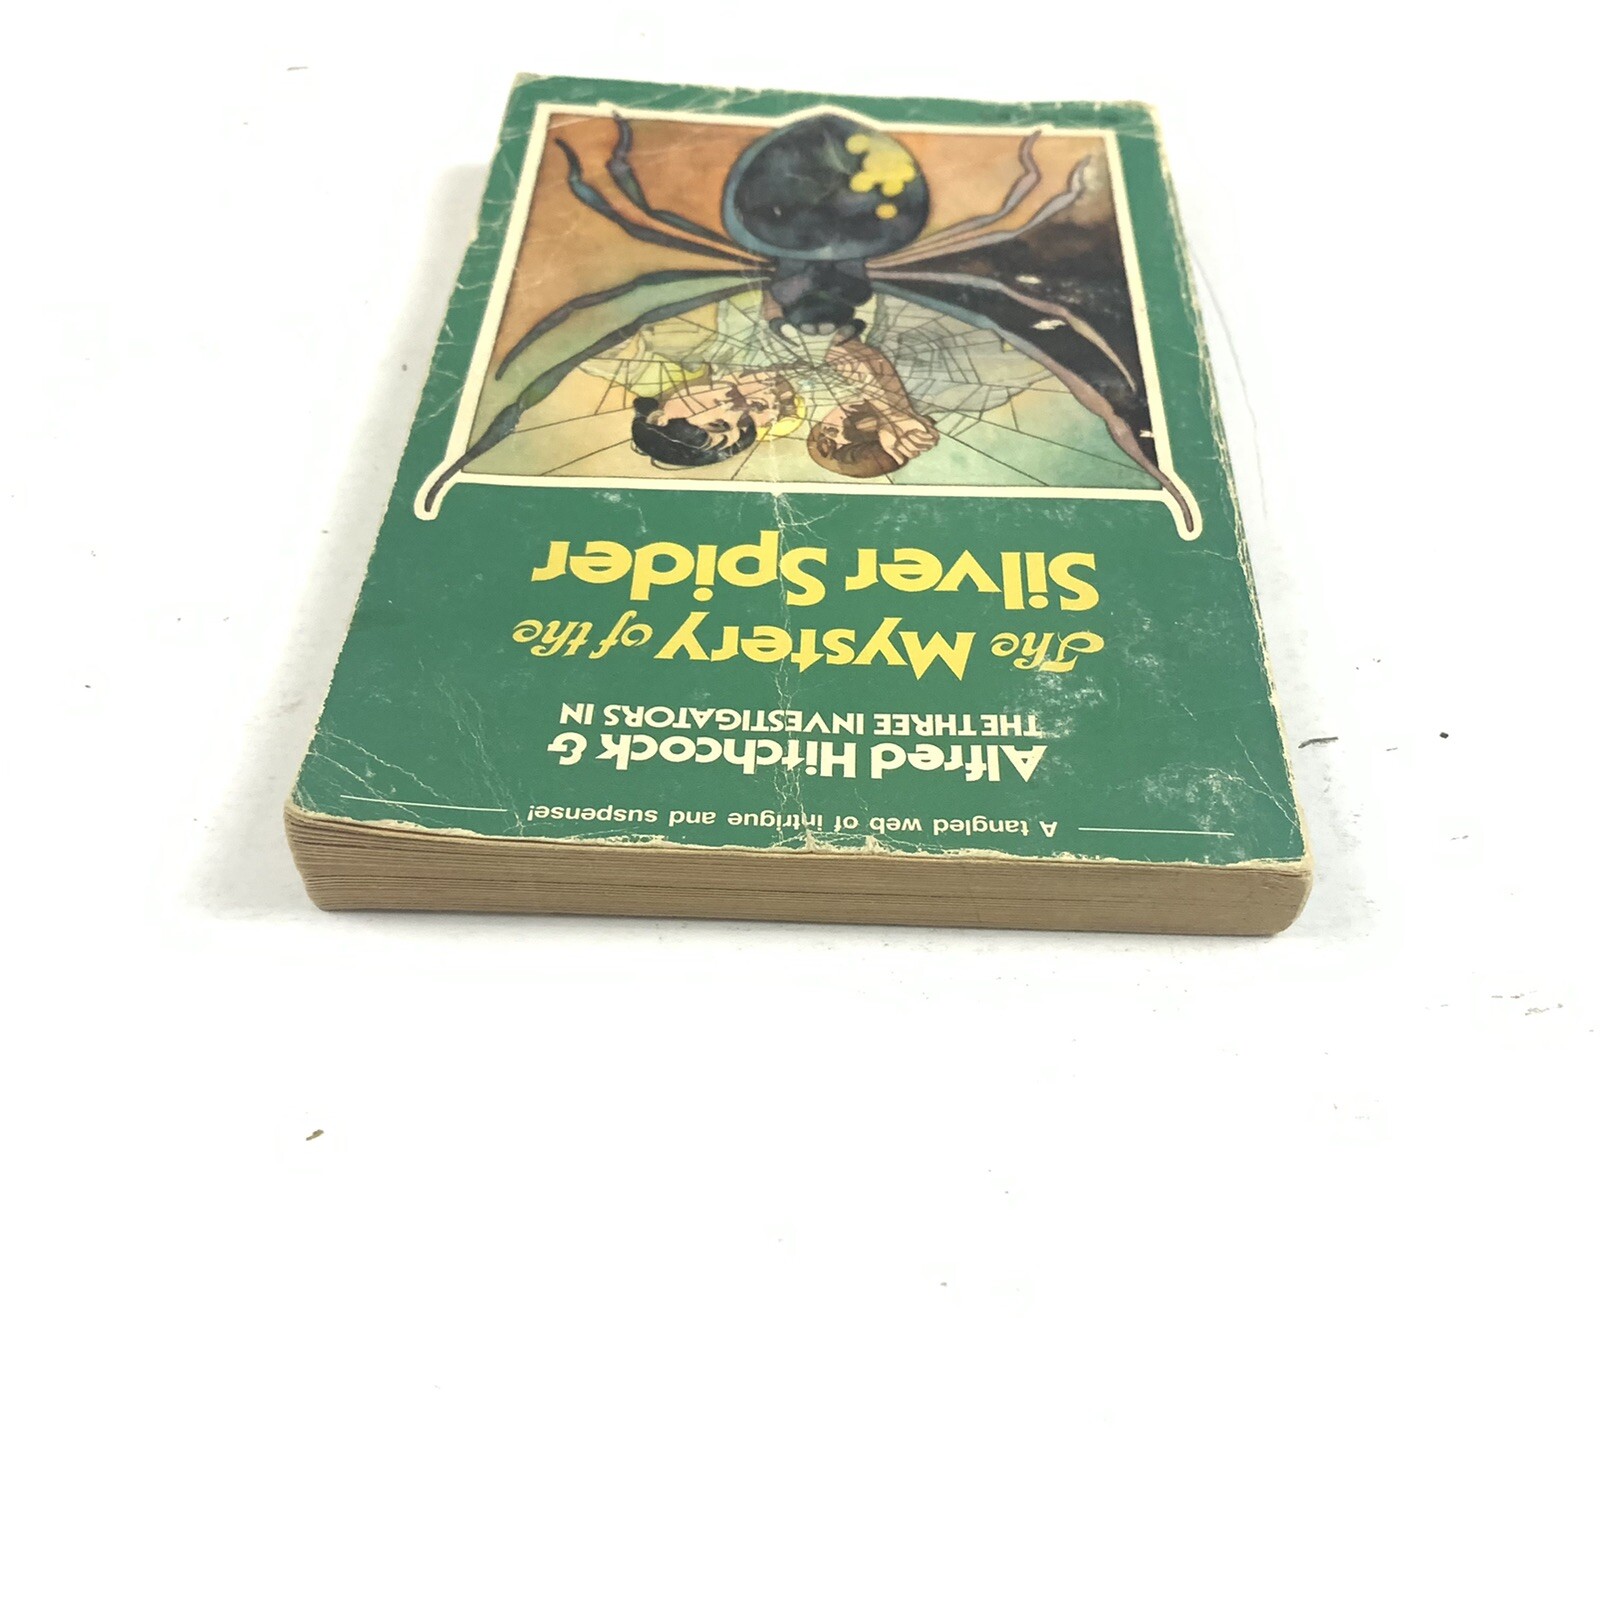 A tangled web of intrigue and suspense!
Alfred Hitchcock &
THE THREE INVESTIGATORS IN
The Mystery of the
Silver Spider